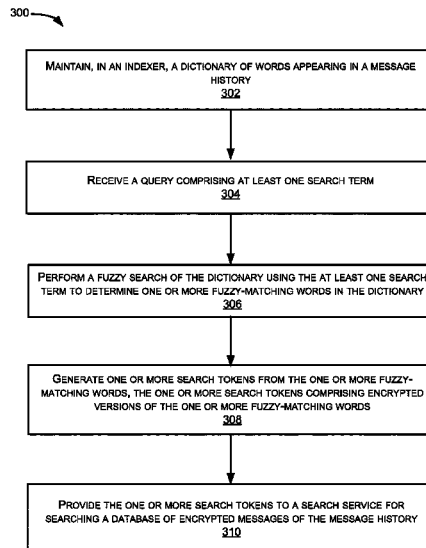 300
MAINTAIN, IN AN INDEXER, A DICTIONARY OF WORDS APPEARING IN A MESSAGE
HISTORY
302
RECEIVE A QUERY COMPRISING AT LEAST ONE SEARCH TERM
304
PERFORM A FUZZY SEARCH OF THE DICTIONARY USING THE AT LEAST ONE SEARCH
TERM TO DETERMINE ONE OR MORE FUZZY-MATCHING WORDS IN THE DICTIONARY
306
GENERATE ONE OR MORE SEARCH TOKENS FROM THE ONE OR MORE FUZZY-
MATCHING WORDS, THE ONE OR MORE SEARCH TOKENS COMPRISING ENCRYPTED
VERSIONS OF THE ONE OR MORE FUZZY-MATCHING WORDS
308
PROVIDE THE ONE OR MORE SEARCH TOKENS TO A SEARCH SERVICE FOR
SEARCHING A DATABASE OF ENCRYPTED MESSAGES OF THE MESSAGE HISTORY
310